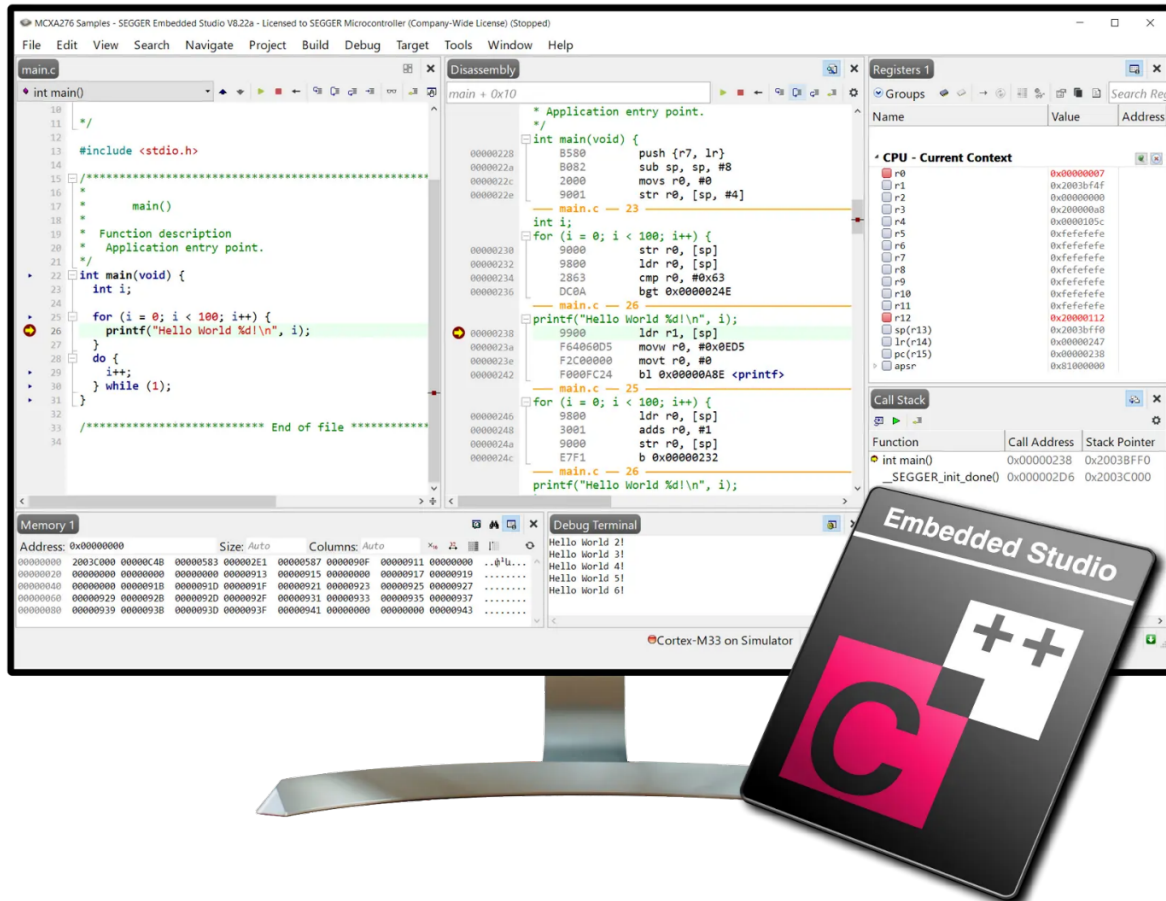 MCXA276 Samples - SEGGER Embedded Studio V8.22a - Licensed to SEGGER Microcontroller (Company-Wide License) (Stopped)
File Edit View Search Navigate Project Build Debug Target Tools Window Help
main.c
int main()
10
11 */
12
13 #include <stdio.h>
14
15 /*************************************************
16 *
17 * main()
18 *
19 * Function description
20 * Application entry point.
21 */
22 int main(void) {
23 int i;
24
25 for (i = 0; i < 100; i++) {
26 printf("Hello World %d!\n", i);
27 }
28 do {
29 i++;
30 } while (1);
31 }
32
33 /************************* End of file ************
34
Disassembly
main + 0x10
* Application entry point.
*/
int main(void) {
00000228 B580 push {r7, lr}
0000022a B082 sub sp, sp, #8
0000022c 2000 movs r0, #0
0000022e 9001 str r0, [sp, #4]
main.c — 23
int i;
for (i = 0; i < 100; i++) {
00000230 9000 str r0, [sp]
00000232 9800 ldr r0, [sp]
00000234 2863 cmp r0, #0x63
00000236 DC0A bgt 0x0000024E
main.c — 26
printf("Hello World %d!\n", i);
00000238 9900 ldr r1, [sp]
0000023a F64060D5 movw r0, #0x0ED5
0000023e F2C00000 movt r0, #0
00000242 F000FC24 bl 0x00000A8E <printf>
main.c — 25
for (i = 0; i < 100; i++) {
00000246 9800 ldr r0, [sp]
00000248 3001 adds r0, #1
0000024a 9000 str r0, [sp]
0000024c E7F1 b 0x00000232
main.c — 26
printf("Hello World %d!\n", i);
Registers 1
Groups Search Reg
Name Value Address
CPU - Current Context
r0 0x00000007
r1 0x2003bf4f
r2 0x00000000
r3 0x200000a8
r4 0x0000105c
r5 0xfefefefe
r6 0xfefefefe
r7 0xfefefefe
r8 0xfefefefe
r9 0xfefefefe
r10 0xfefefefe
r11 0xfefefefe
r12 0x20000112
sp(r13) 0x2003bff0
lr(r14) 0x00000247
pc(r15) 0x00000238
apsr 0x81000000
Call Stack
Function Call Address Stack Pointer
int main() 0x00000238 0x2003BFF0
__SEGGER_init_done() 0x000002D6 0x2003C000
Memory 1
Address: 0x00000000 Size: Auto Columns: Auto
00000000 2003C000 00000C4B 00000583 000002E1 00000587 0000090F 00000911 00000000
00000020 00000000 00000000 00000000 00000913 00000915 00000000 00000917 00000919 ........
00000040 00000000 0000091B 0000091D 0000091F 00000921 00000923 00000925 00000927 ........
00000060 00000929 0000092B 0000092D 0000092F 00000931 00000933 00000935 00000937 ........
00000080 00000939 0000093B 0000093D 0000093F 00000941 00000000 00000000 00000943 ........
Debug Terminal
Hello World 2!
Hello World 3!
Hello World 4!
Hello World 5!
Hello World 6!
Cortex-M33 on Simulator
Embedded Studio
C
++